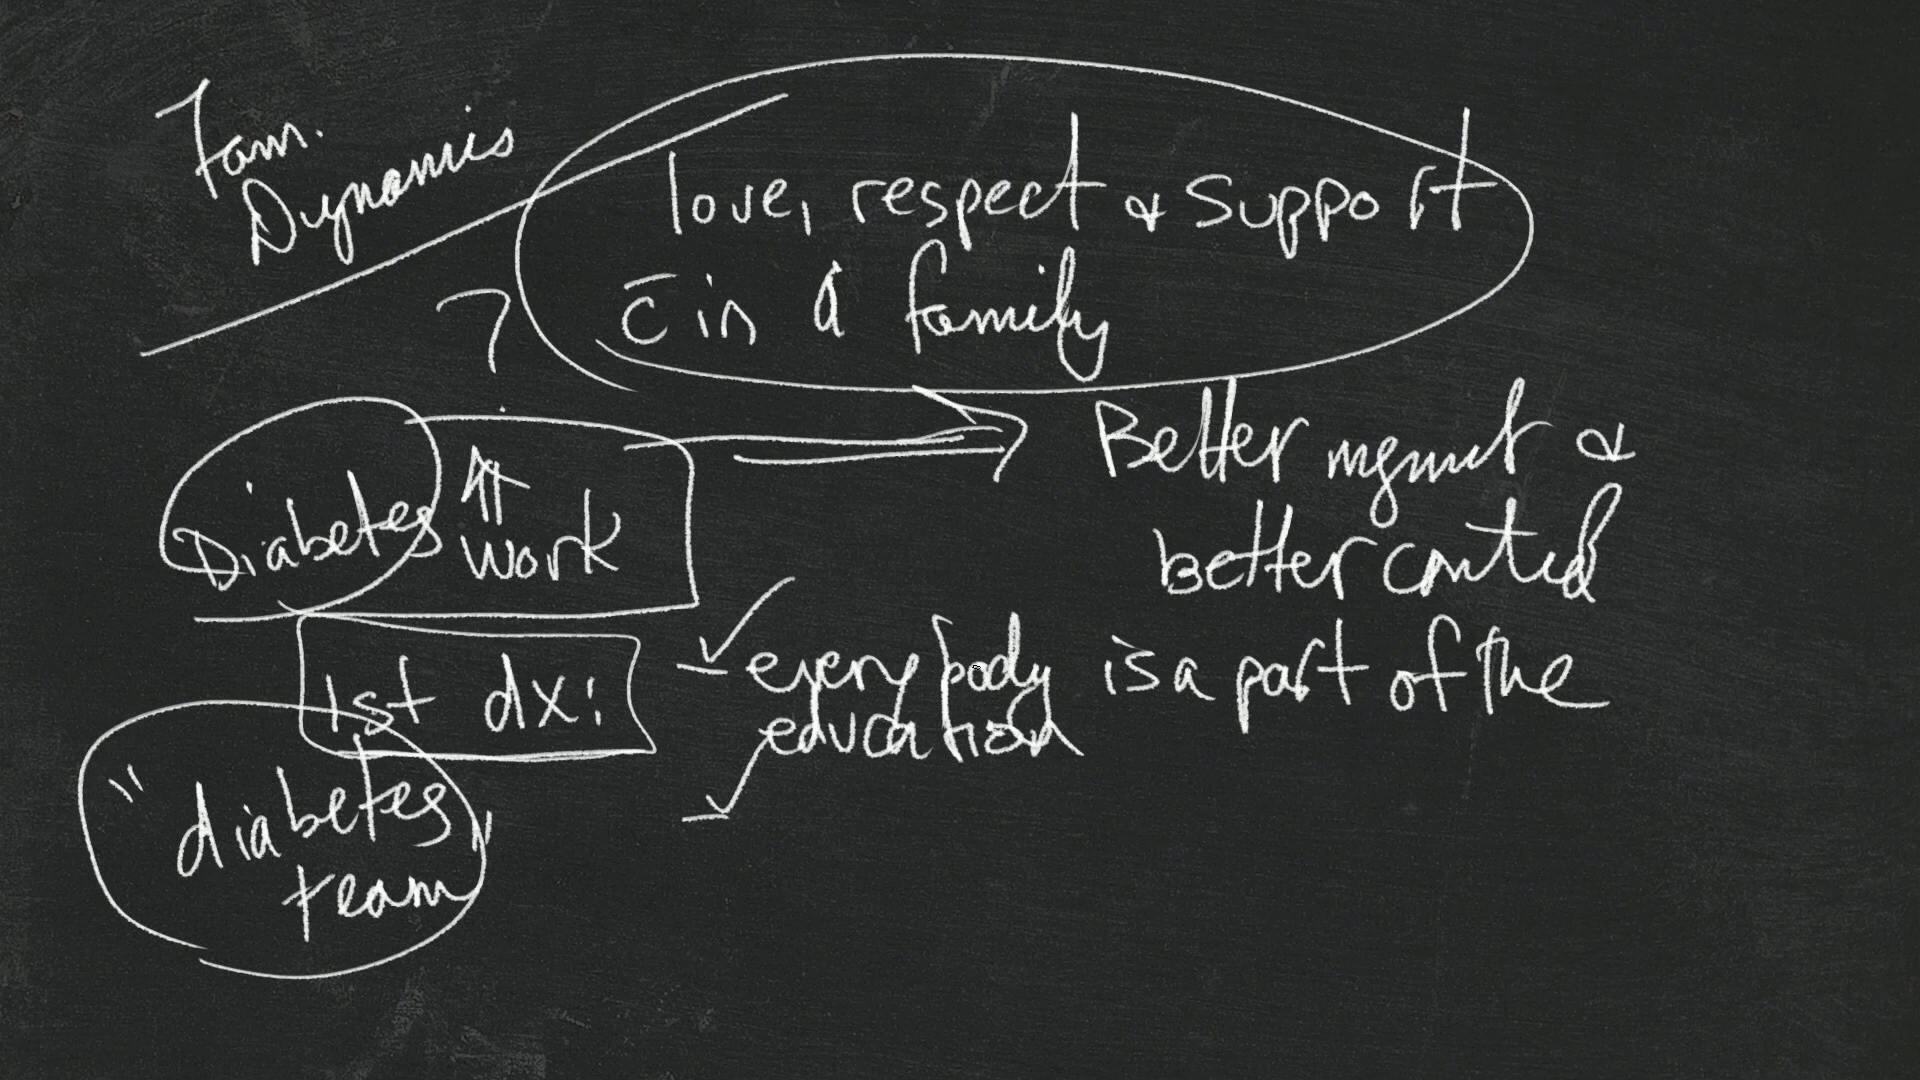 Fam.
Dynamics
love, respect & support
c̄ in a family
?
Diabetes ⇈
work
Better mgmnt &
better control
1st dx:
everybody is a part of the
education
"diabetes
team"